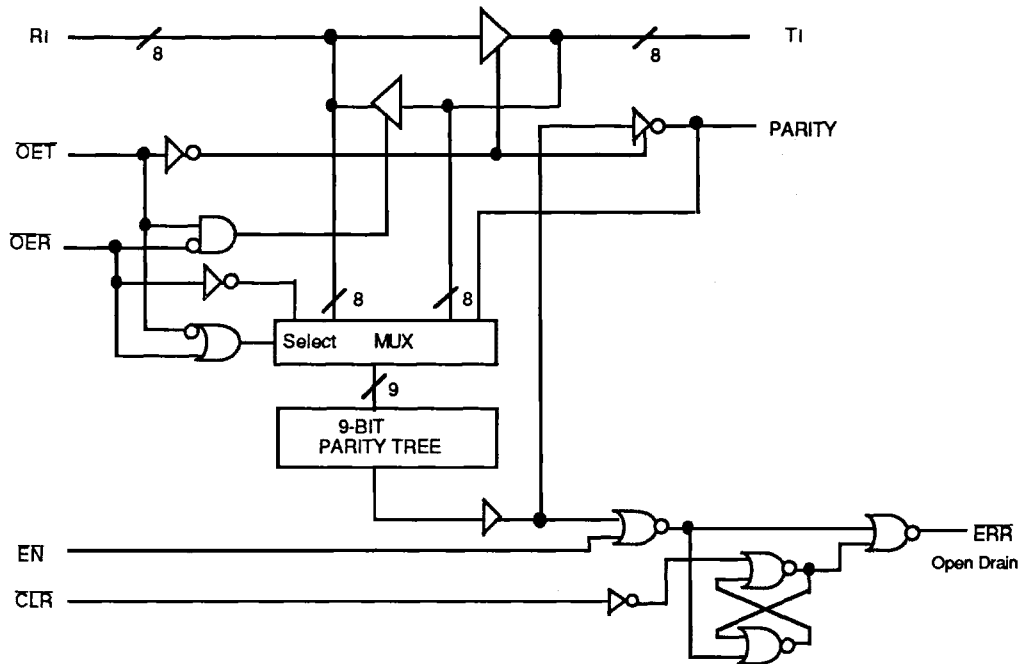 RI
8
8
TI
PARITY
OET
OER
8
8
Select MUX
9
9-BIT
PARITY TREE
EN
ERR
Open Drain
CLR